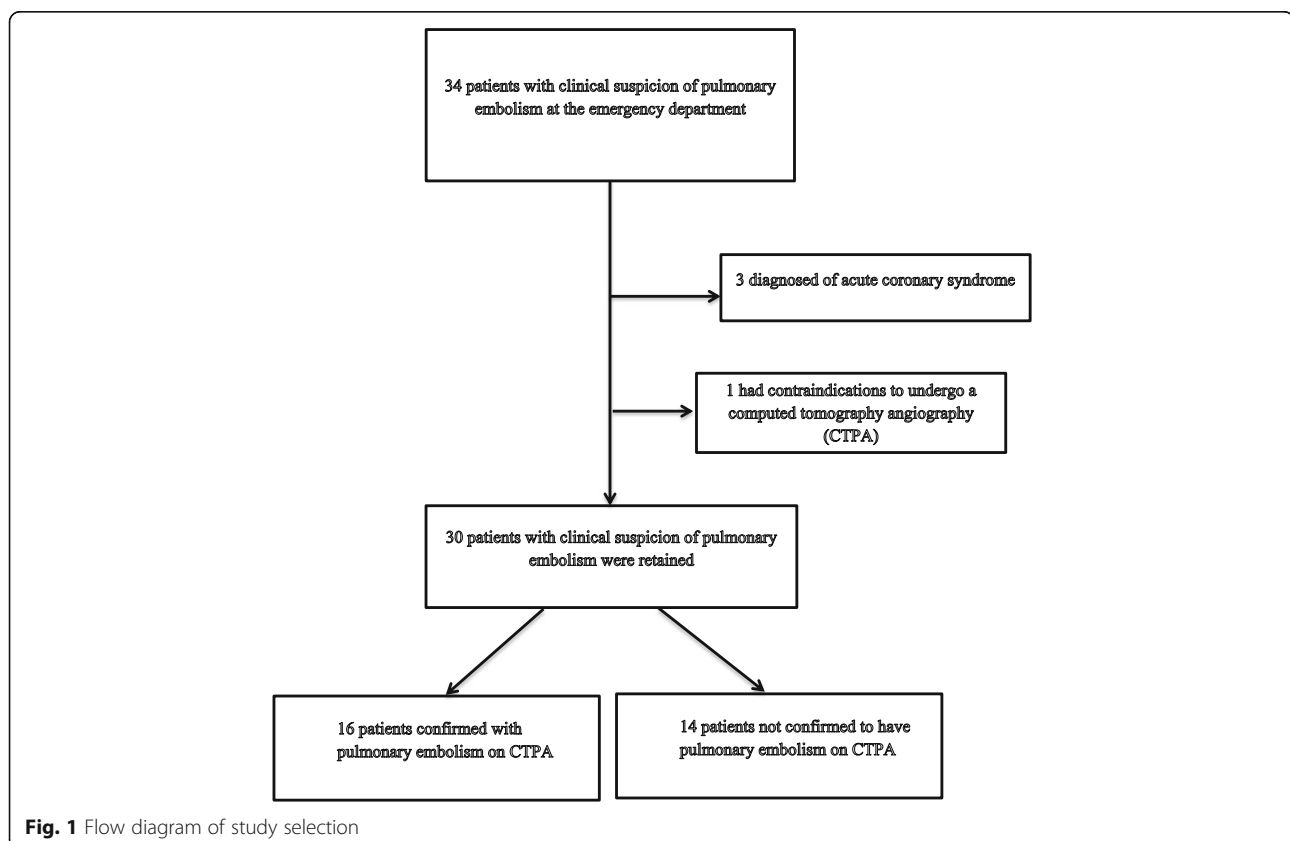 34 patients with clinical suspicion of pulmonary
embolism at the emergency department
3 diagnosed of acute coronary syndrome
1 had contraindications to undergo a
computed tomography angiography
(CTPA)
30 patients with clinical suspicion of pulmonary
embolism were retained
16 patients confirmed with
pulmonary embolism on CTPA
14 patients not confirmed to have
pulmonary embolism on CTPA
Fig. 1 Flow diagram of study selection